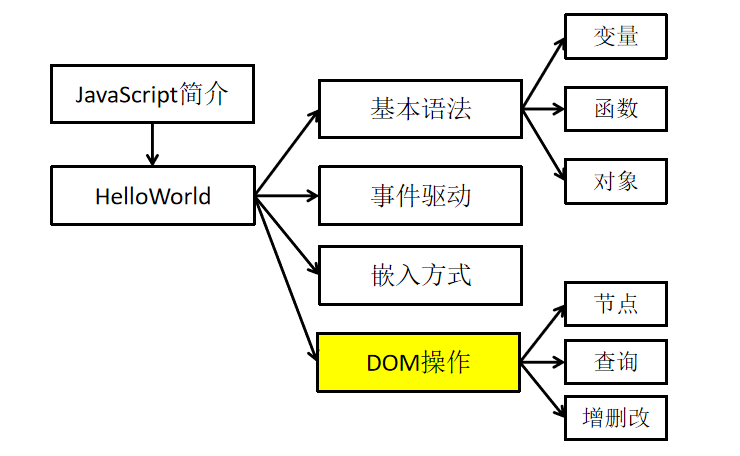 JavaScript简介
HelloWorld
基本语法
变量
函数
对象
事件驱动
嵌入方式
DOM操作
节点
查询
增删改